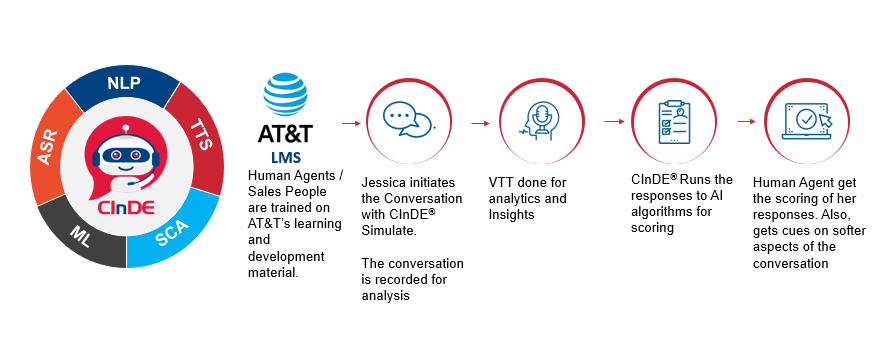 NLP
ASR
TTS
CInDE
ML
SCA
AT&T
LMS
Human Agents /
Sales People
are trained on
AT&T's learning
and
development
material.
Jessica initiates
the Conversation
with CInDE®
Simulate.
The conversation
is recorded for
analysis
VTT done for
analytics and
Insights
CInDE® Runs the
responses to AI
algorithms for
scoring
Human Agent get
the scoring of her
responses. Also,
gets cues on softer
aspects of the
conversation